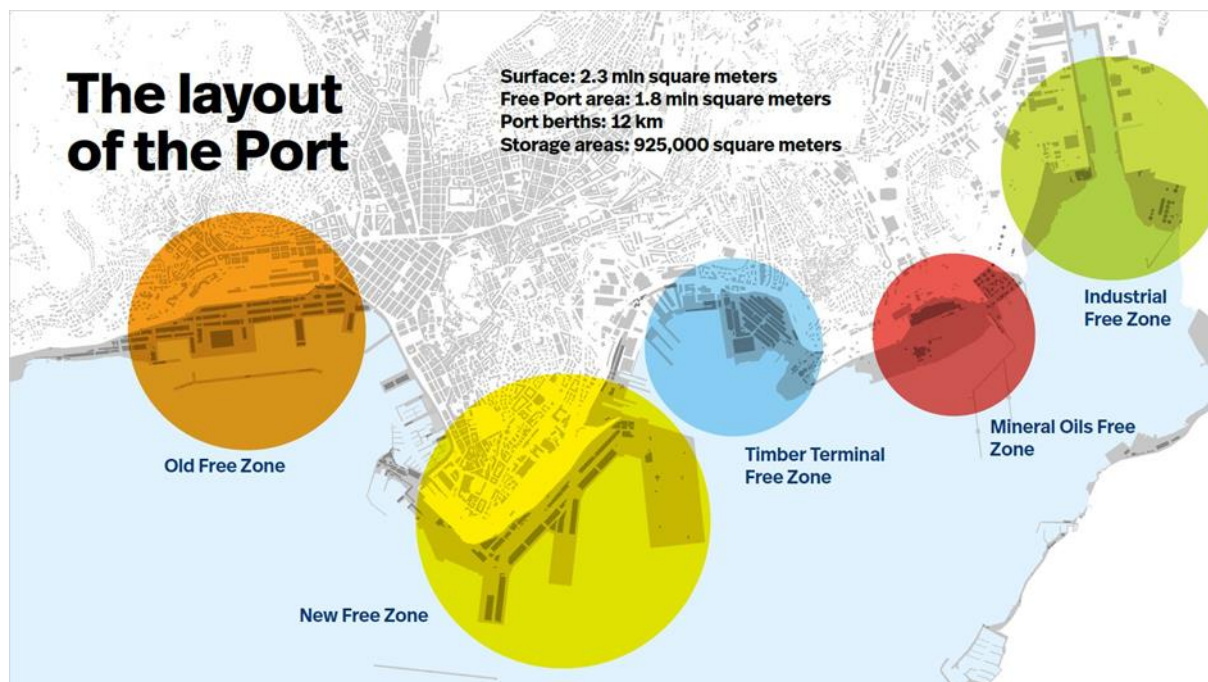 The layout
of the Port
Surface: 2.3 mln square meters
Free Port area: 1.8 mln square meters
Port berths: 12 km
Storage areas: 925,000 square meters
Industrial
Free Zone
Mineral Oils Free
Zone
Timber Terminal
Free Zone
Old Free Zone
New Free Zone